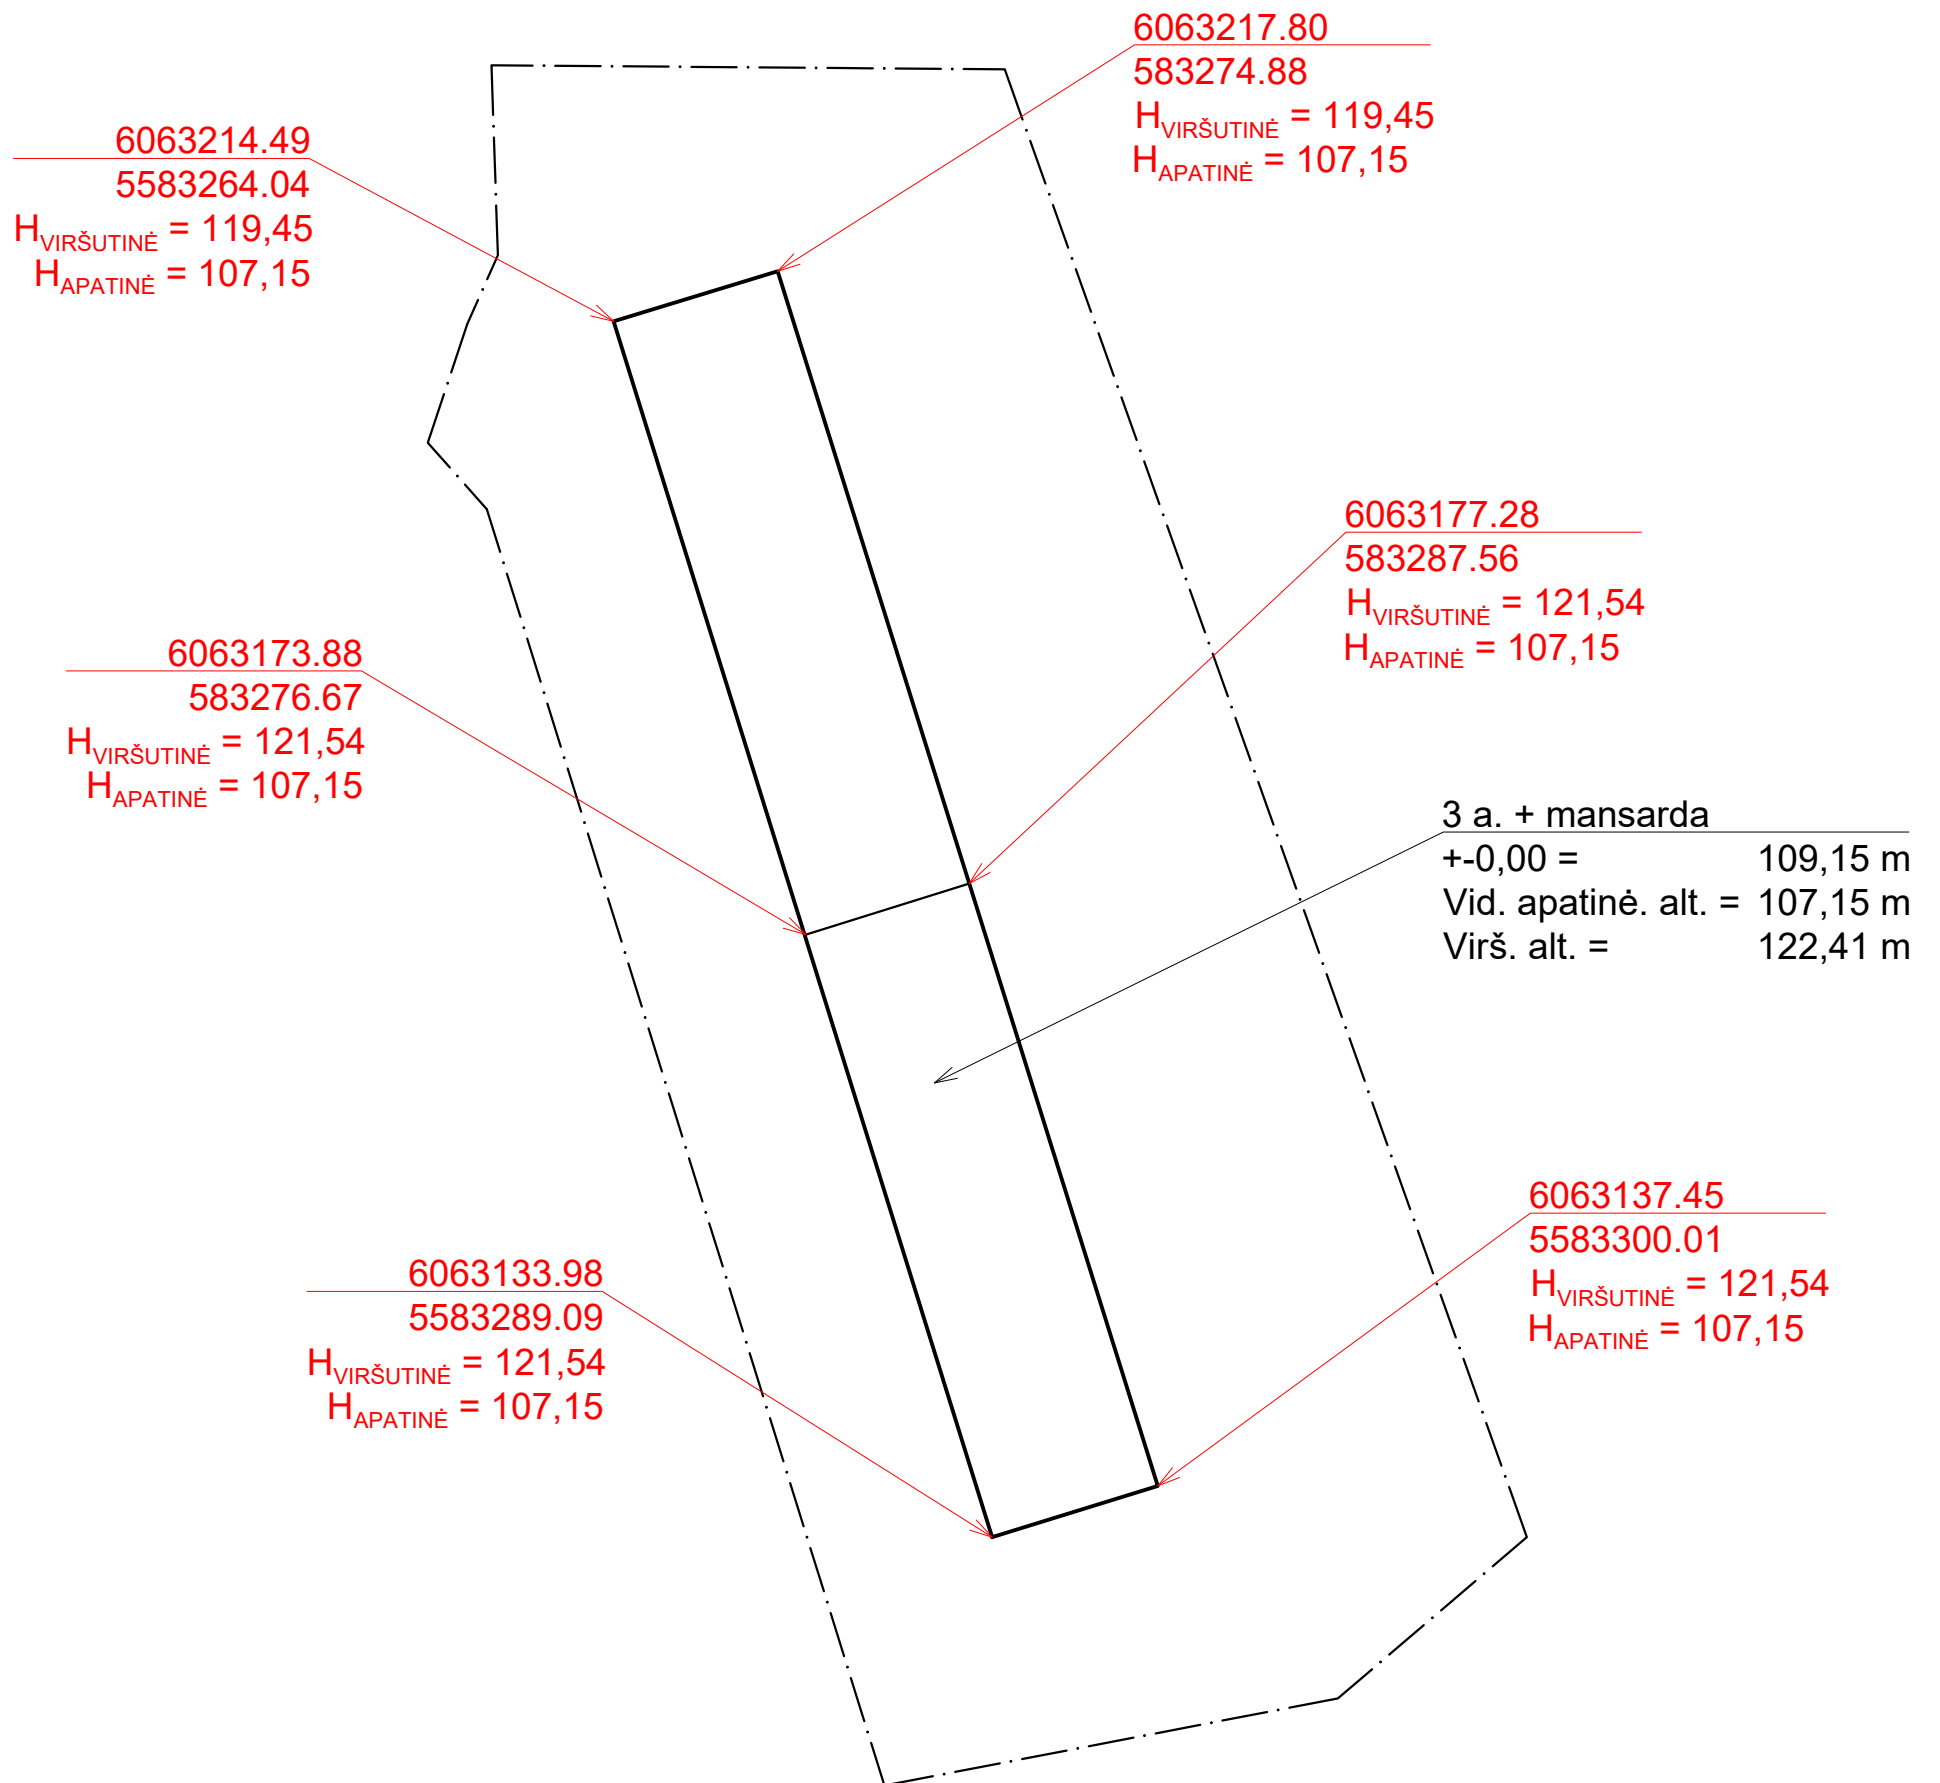 6063217.80
583274.88
HVIRŠUTINĖ = 119,45
HAPATINĖ = 107,15
6063214.49
5583264.04
HVIRŠUTINĖ = 119,45
HAPATINĖ = 107,15
6063177.28
583287.56
HVIRŠUTINĖ = 121,54
HAPATINĖ = 107,15
6063173.88
583276.67
HVIRŠUTINĖ = 121,54
HAPATINĖ = 107,15
3 a. + mansarda
+-0,00 = 109,15 m
Vid. apatinė. alt. = 107,15 m
Virš. alt. = 122,41 m
6063137.45
5583300.01
HVIRŠUTINĖ = 121,54
HAPATINĖ = 107,15
6063133.98
5583289.09
HVIRŠUTINĖ = 121,54
HAPATINĖ = 107,15